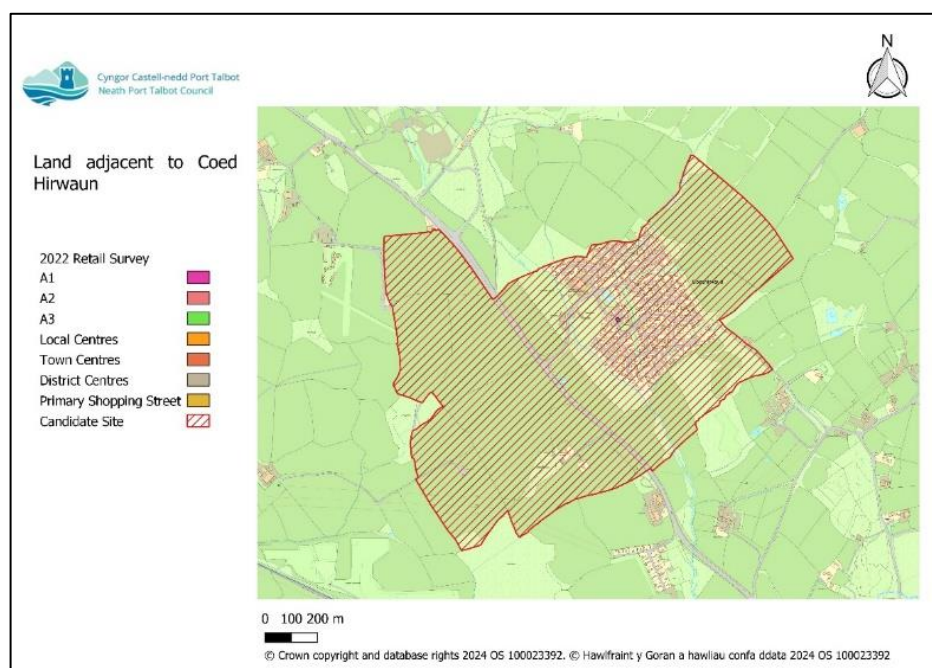 Cyngor Castell-nedd Port Talbot
Neath Port Talbot Council
N
Land adjacent to Coed
Hirwaun
2022 Retail Survey
A1
A2
A3
Local Centres
Town Centres
District Centres
Primary Shopping Street
Candidate Site
0 100 200 m
© Crown copyright and database rights 2024 OS 100023392. © Hawlfraint y Goran a hawliau confa ddata 2024 OS 100023392